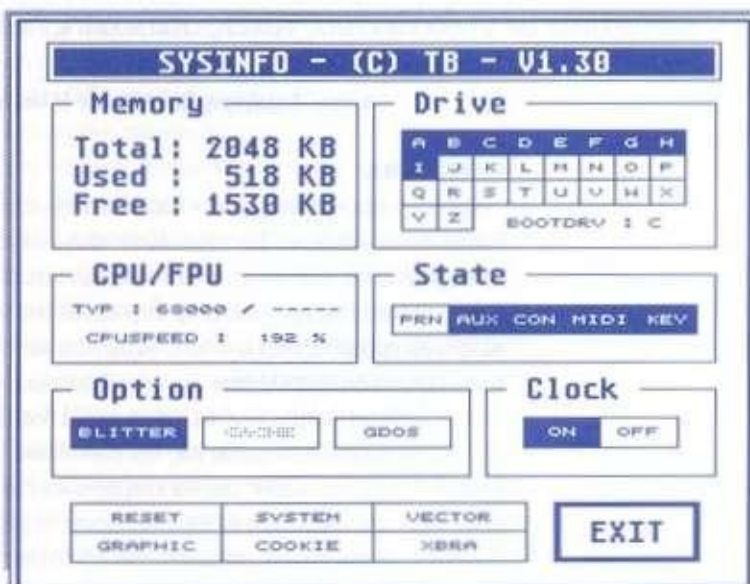 SYSINFO - (C) TB - V1.30
Memory
Total: 2048 KB
Used : 518 KB
Free : 1530 KB
Drive
A B C D E F G H
I J K L M N O P
Q R S T U V W X
Y Z BOOTDRV : C
CPU/FPU
TYP : 68000 / -----
CPUSPEED : 192 %
State
PRN AUX CON MIDI KEY
Option
BLITTER CACHE GDOS
Clock
ON OFF
RESET SYSTEM VECTOR
GRAPHIC COOKIE XBRA
EXIT